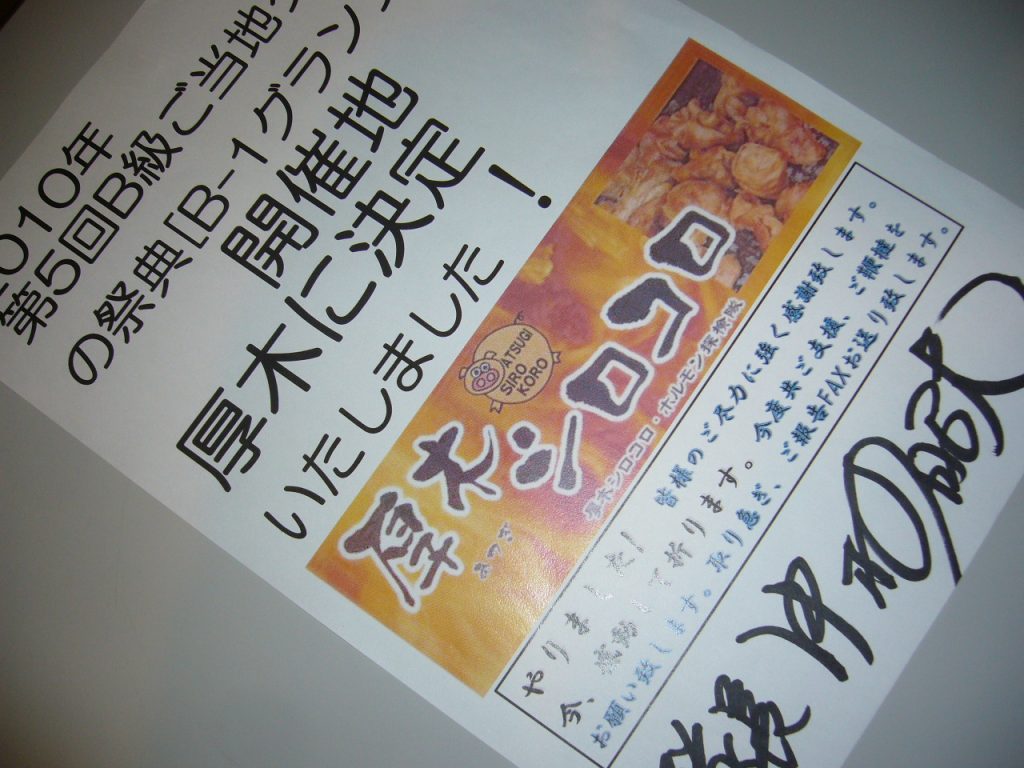 2010年
第5回B級ご当地
の祭典[B-1グラン
開催地
厚木に決定
いたしました!
ATSUGI
SIRO
KORO
厚木シロコロ
あつぎ
厚木シロコロ・ホルモン探検隊
やりました! 皆様のご尽力に強く感謝致します。
今、感動して折ります。今度共ご支援、ご鞭撻を
お願い致します。取り急ぎ、ご報告FAXお送り致します。